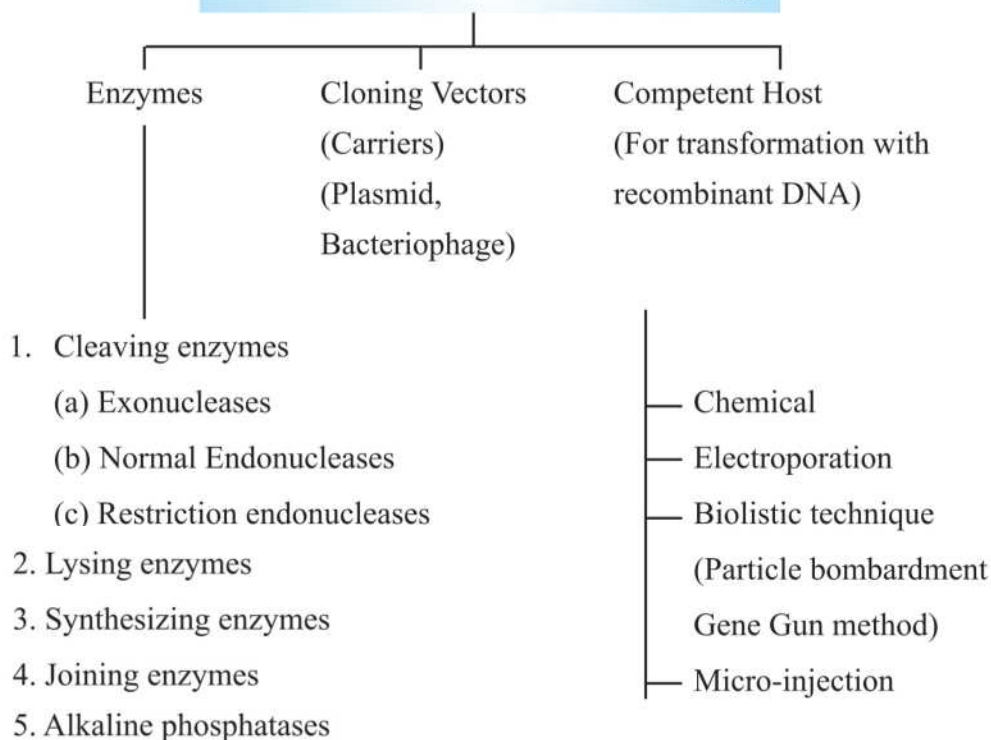 Enzymes
Cloning Vectors
(Carriers)
(Plasmid,
Bacteriophage)
Competent Host
(For transformation with
recombinant DNA)
1. Cleaving enzymes
(a) Exonucleases
(b) Normal Endonucleases
(c) Restriction endonucleases
2. Lysing enzymes
3. Synthesizing enzymes
4. Joining enzymes
5. Alkaline phosphatases
Chemical
Electroporation
Biolistic technique
(Particle bombardment
Gene Gun method)
Micro-injection